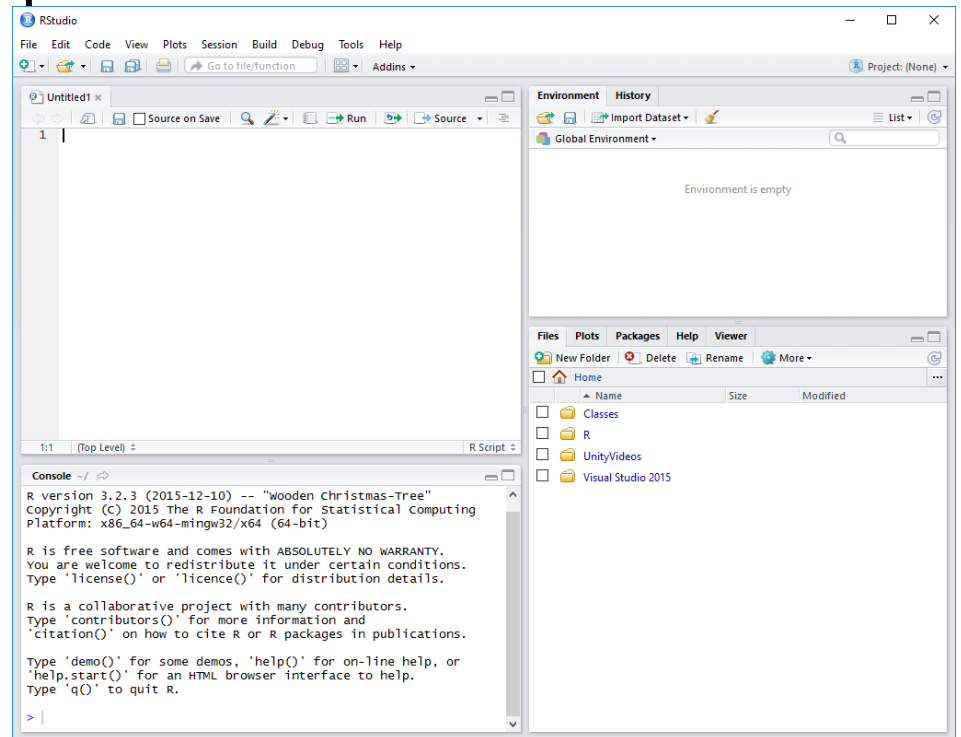 RStudio
File Edit Code View Plots Session Build Debug Tools Help
Go to file/function Addins Project: (None)
Untitled1
Source on Save Run Source
1
1:1 (Top Level) R Script
Console ~/
R version 3.2.3 (2015-12-10) -- "Wooden Christmas-Tree"
Copyright (C) 2015 The R Foundation for Statistical Computing
Platform: x86_64-w64-mingw32/x64 (64-bit)
R is free software and comes with ABSOLUTELY NO WARRANTY.
You are welcome to redistribute it under certain conditions.
Type 'license()' or 'licence()' for distribution details.
R is a collaborative project with many contributors.
Type 'contributors()' for more information and
'citation()' on how to cite R or R packages in publications.
Type 'demo()' for some demos, 'help()' for on-line help, or
'help.start()' for an HTML browser interface to help.
Type 'q()' to quit R.
>
Environment History
Import Dataset List
Global Environment
Environment is empty
Files Plots Packages Help Viewer
New Folder Delete Rename More
Home ...
Name Size Modified
Classes
R
UnityVideos
Visual Studio 2015